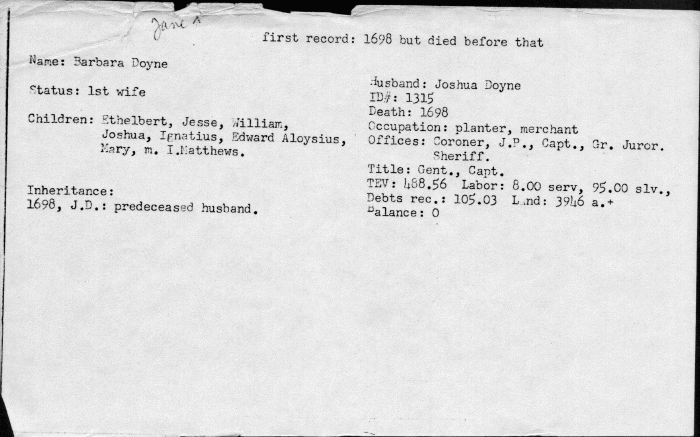 Jane ^
first record: 1698 but died before that
Name: Barbara Doyne
Status: 1st wife
Children: Ethelbert, Jesse, William,
Joshua, Ignatius, Edward Aloysius,
Mary, m. I.Matthews.
Inheritance:
1698, J.D.: predeceased husband.
Husband: Joshua Doyne
ID#: 1315
Death: 1698
Occupation: planter, merchant
Offices: Coroner, J.P., Capt., Gr. Juror.
Sheriff.
Title: Gent., Capt.
TEV: 488.56 Labor: 8.00 serv, 95.00 slv.,
Debts rec.: 105.03 Land: 3946 a.+
Balance: 0